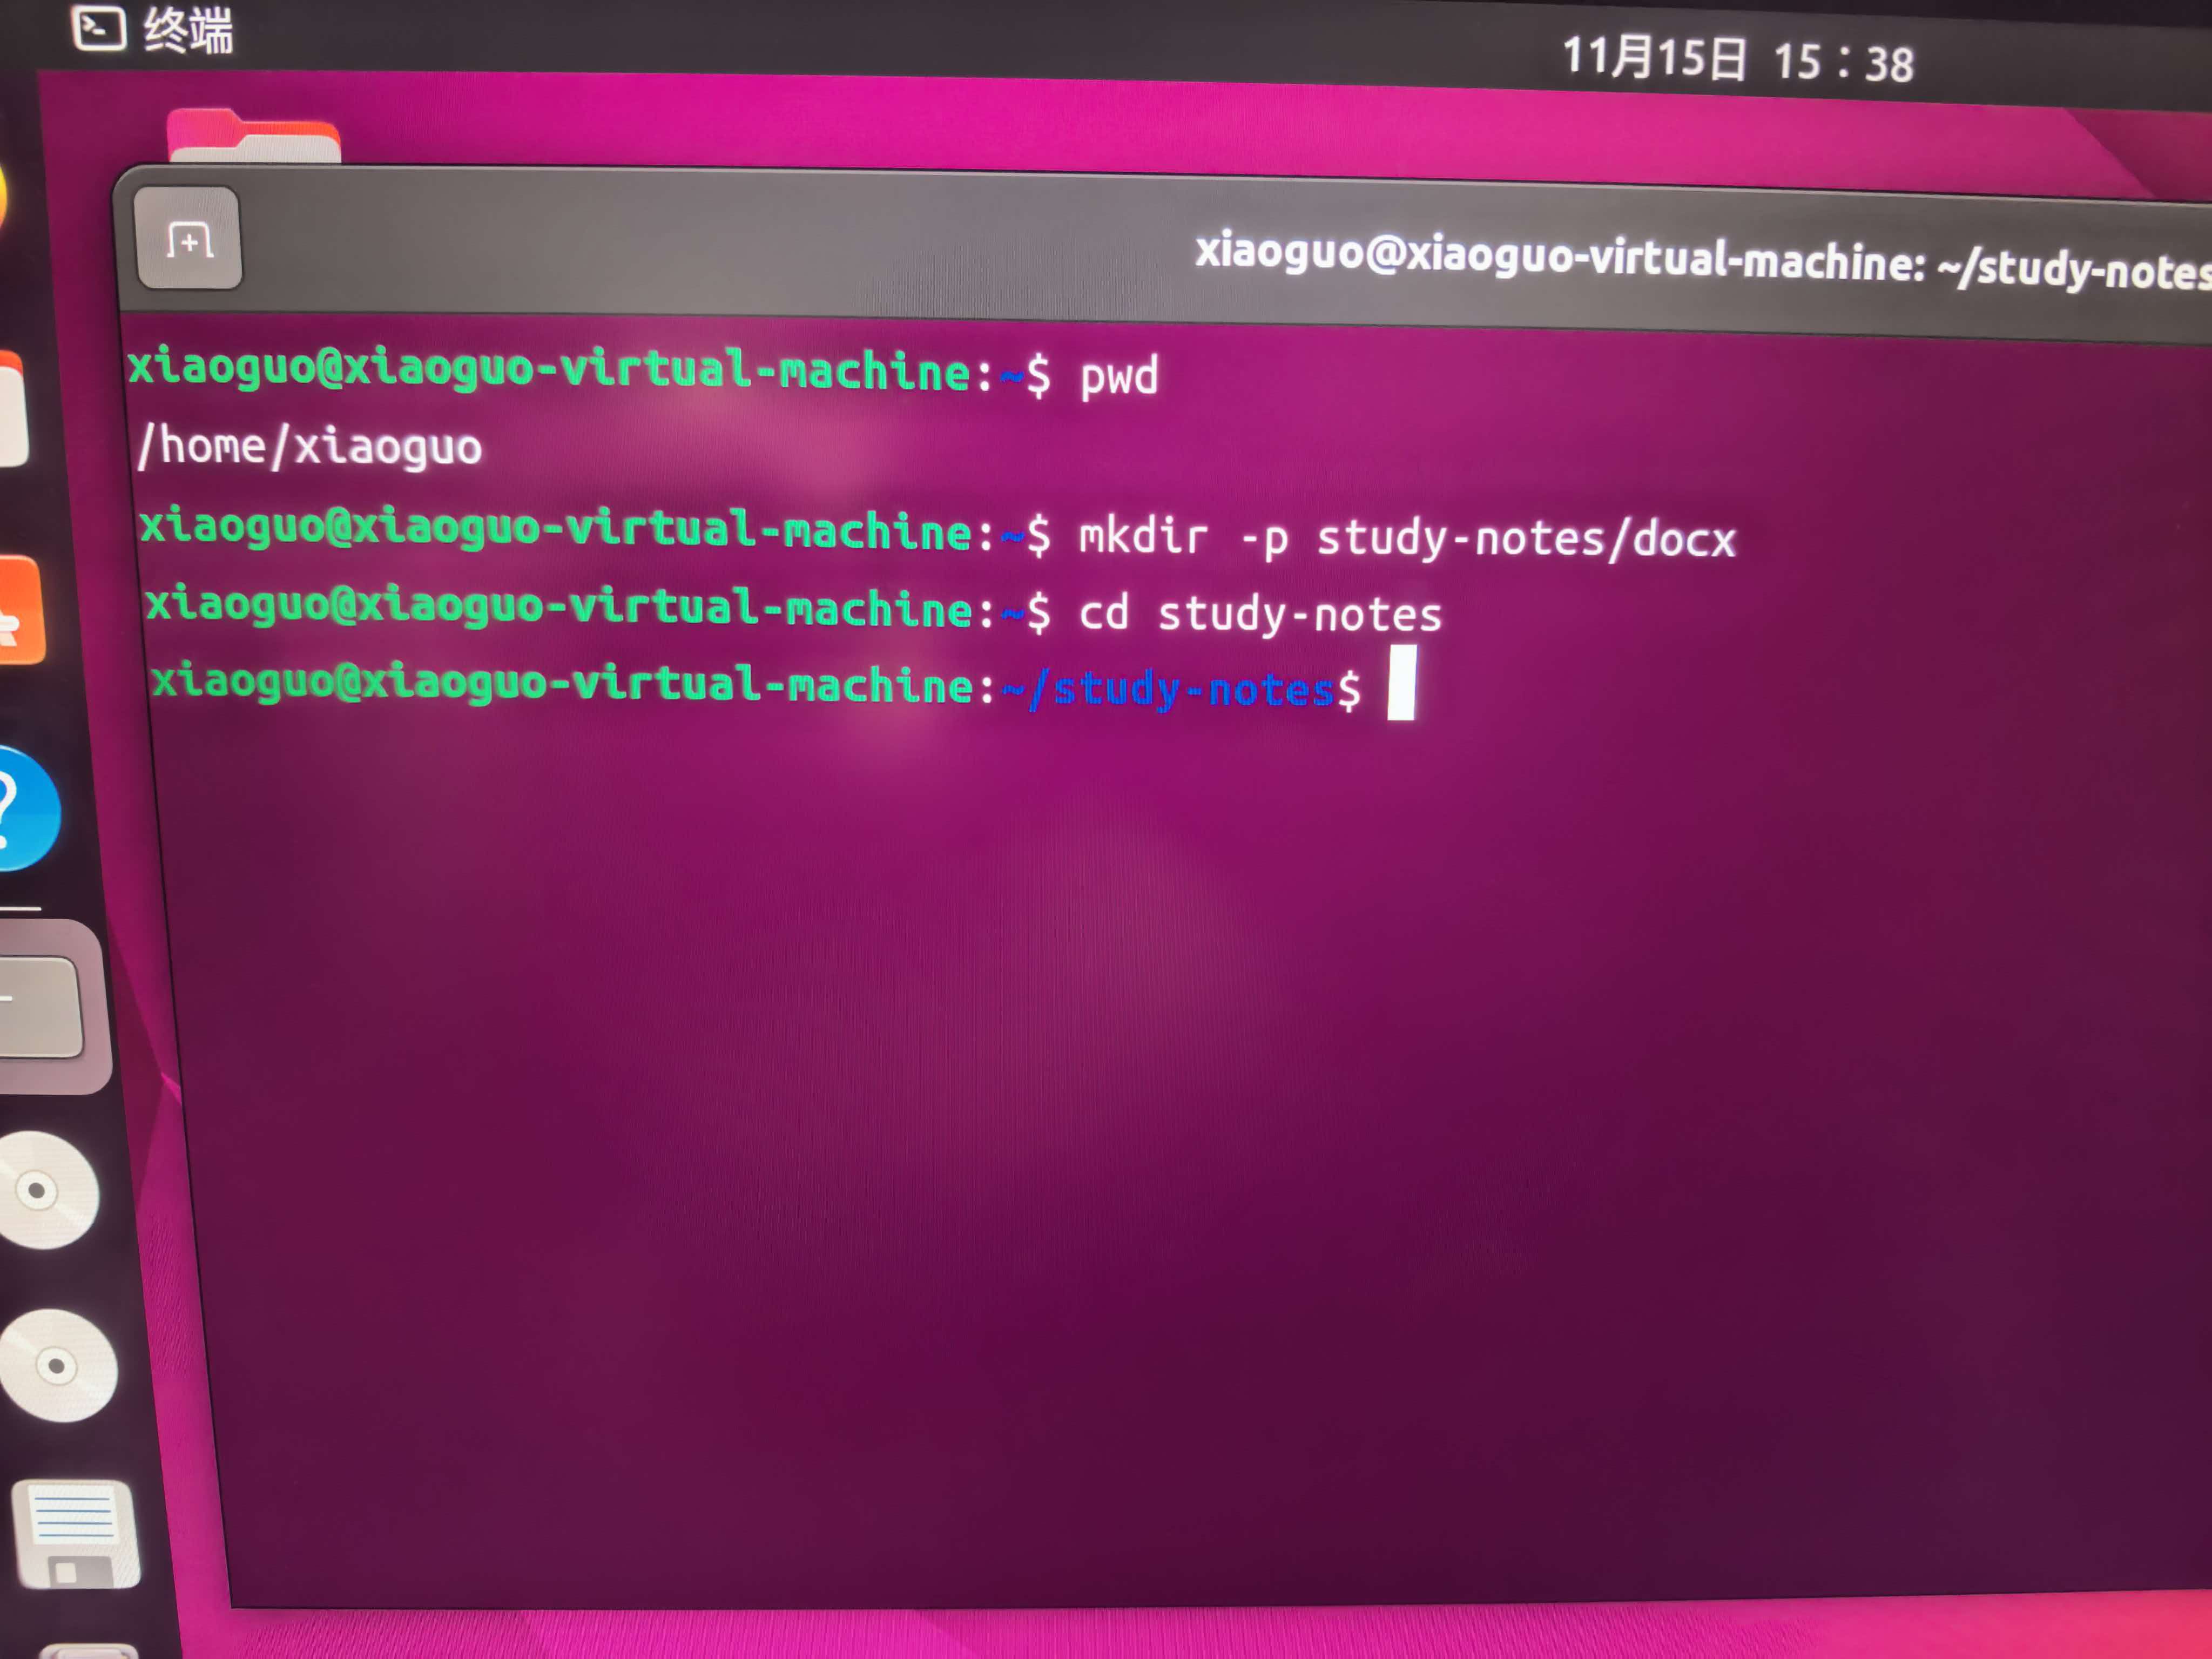 终端
11月15日 15：38
xiaoguo@xiaoguo-virtual-machine: ~/study-notes
xiaoguo@xiaoguo-virtual-machine:~$ pwd
/home/xiaoguo
xiaoguo@xiaoguo-virtual-machine:~$ mkdir -p study-notes/docx
xiaoguo@xiaoguo-virtual-machine:~$ cd study-notes
xiaoguo@xiaoguo-virtual-machine:~/study-notes$